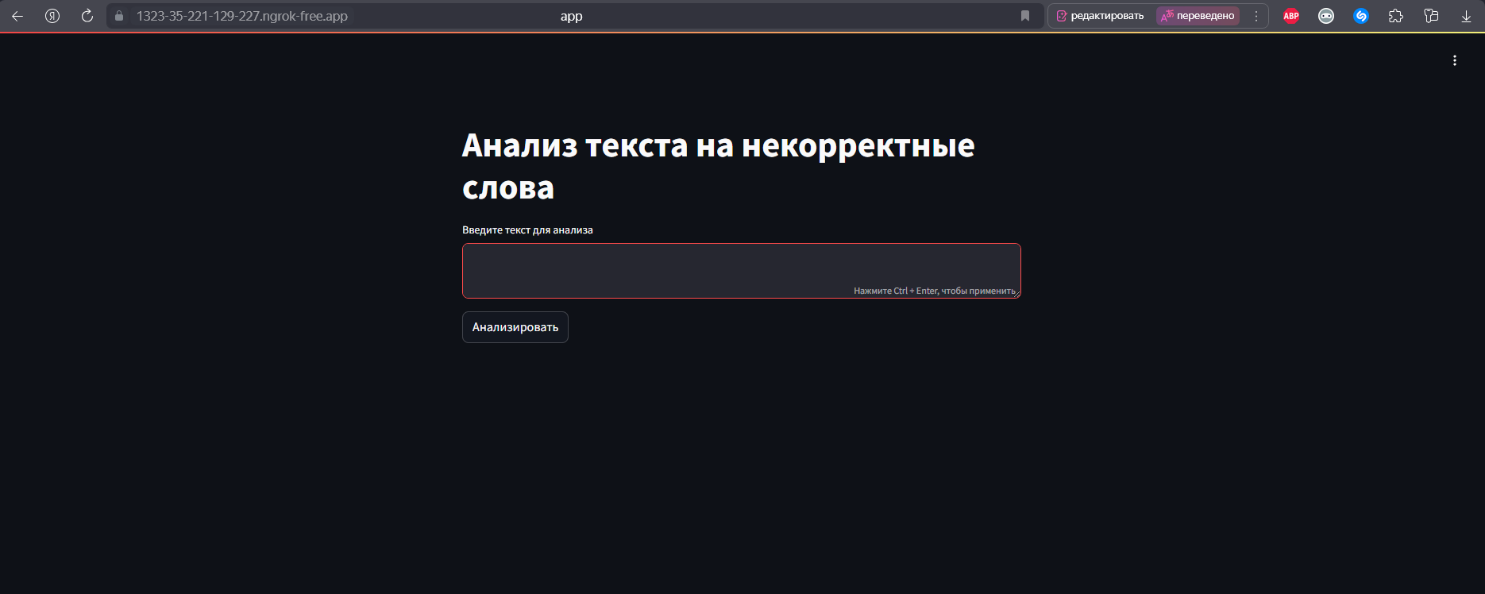 1323-35-221-129-227.ngrok-free.app app редактировать переведено ABP
Анализ текста на некорректные
слова
Введите текст для анализа
Нажмите Ctrl + Enter, чтобы применить
Анализировать